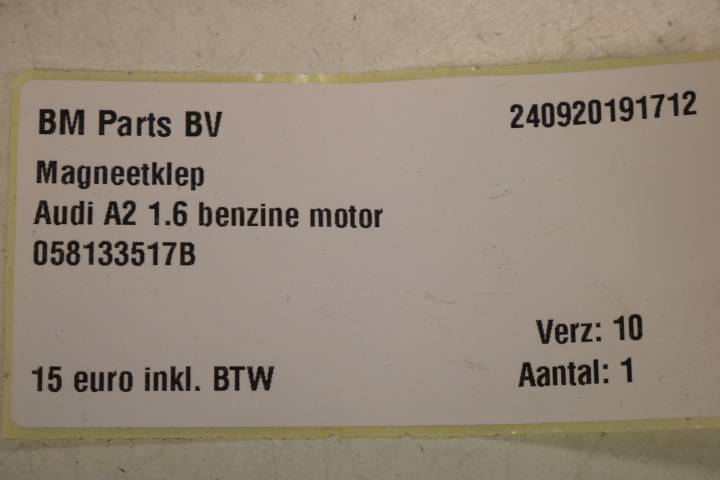 BM Parts BV
240920191712
Magneetklep
Audi A2 1.6 benzine motor
058133517B
Verz: 10
15 euro inkl. BTW
Aantal: 1